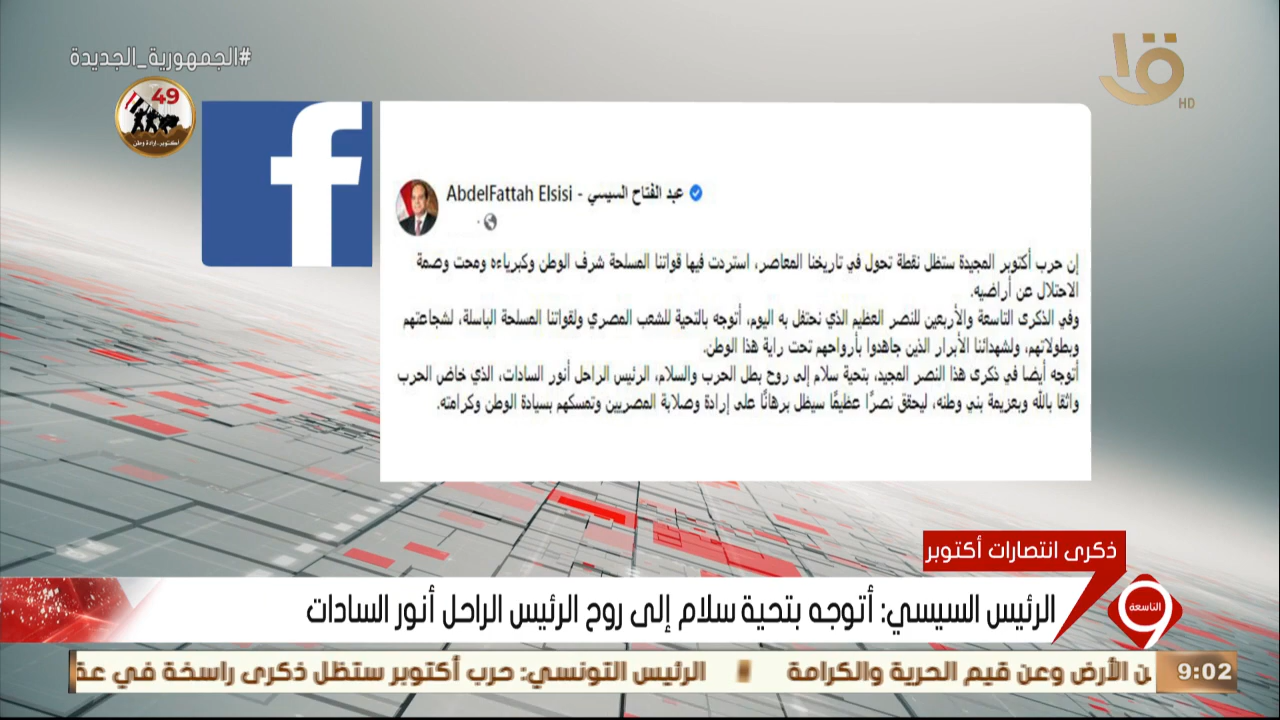 #الجمهورية_الجديدة
49
أكتوبر..إرادة وطن
HD
AbdelFattah Elsisi - عبد الفتاح السيسي
إن حرب أكتوبر المجيدة ستظل نقطة تحول في تاريخنا المعاصر، استردت فيها قواتنا المسلحة شرف الوطن وكبرياءه ومحت وصمة
الاحتلال عن أراضيه.
وفي الذكرى التاسعة والأربعين للنصر العظيم الذي نحتفل به اليوم، أتوجه بالتحية للشعب المصري ولقواتنا المسلحة الباسلة، لشجاعتهم
وبطولاتهم، ولشهدائنا الأبرار الذين جاهدوا بأرواحهم تحت راية هذا الوطن.
أتوجه أيضا في ذكرى هذا النصر المجيد، بتحية سلام إلى روح بطل الحرب والسلام، الرئيس الراحل أنور السادات، الذي خاض الحرب
واثقا بالله وبعزيمة بني وطنه، ليحقق نصرًا عظيمًا سيظل برهانًا على إرادة وصلابة المصريين وتمسكهم بسيادة الوطن وكرامته.
ذكرى انتصارات أكتوبر
التاسعة
الرئيس السيسي: أتوجه بتحية سلام إلى روح الرئيس الراحل أنور السادات
9:02
ن الأرض وعن قيم الحرية والكرامة
الرئيس التونسي: حرب أكتوبر ستظل ذكرى راسخة في عق